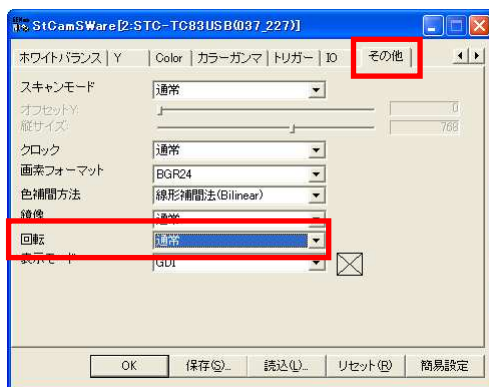 StCamSWare[2:STC-TC83USB(037_227)]
ホワイトバランス Y Color カラーガンマ トリガー IO その他
スキャンモード 通常
オフセットY: 0
縦サイズ: 768
クロック 通常
画素フォーマット BGR24
色補間方法 線形補間法(Bilinear)
鏡像 通常
回転 通常
表示モード GDI
OK 保存(S)... 読込(L)... リセット(R) 簡易設定